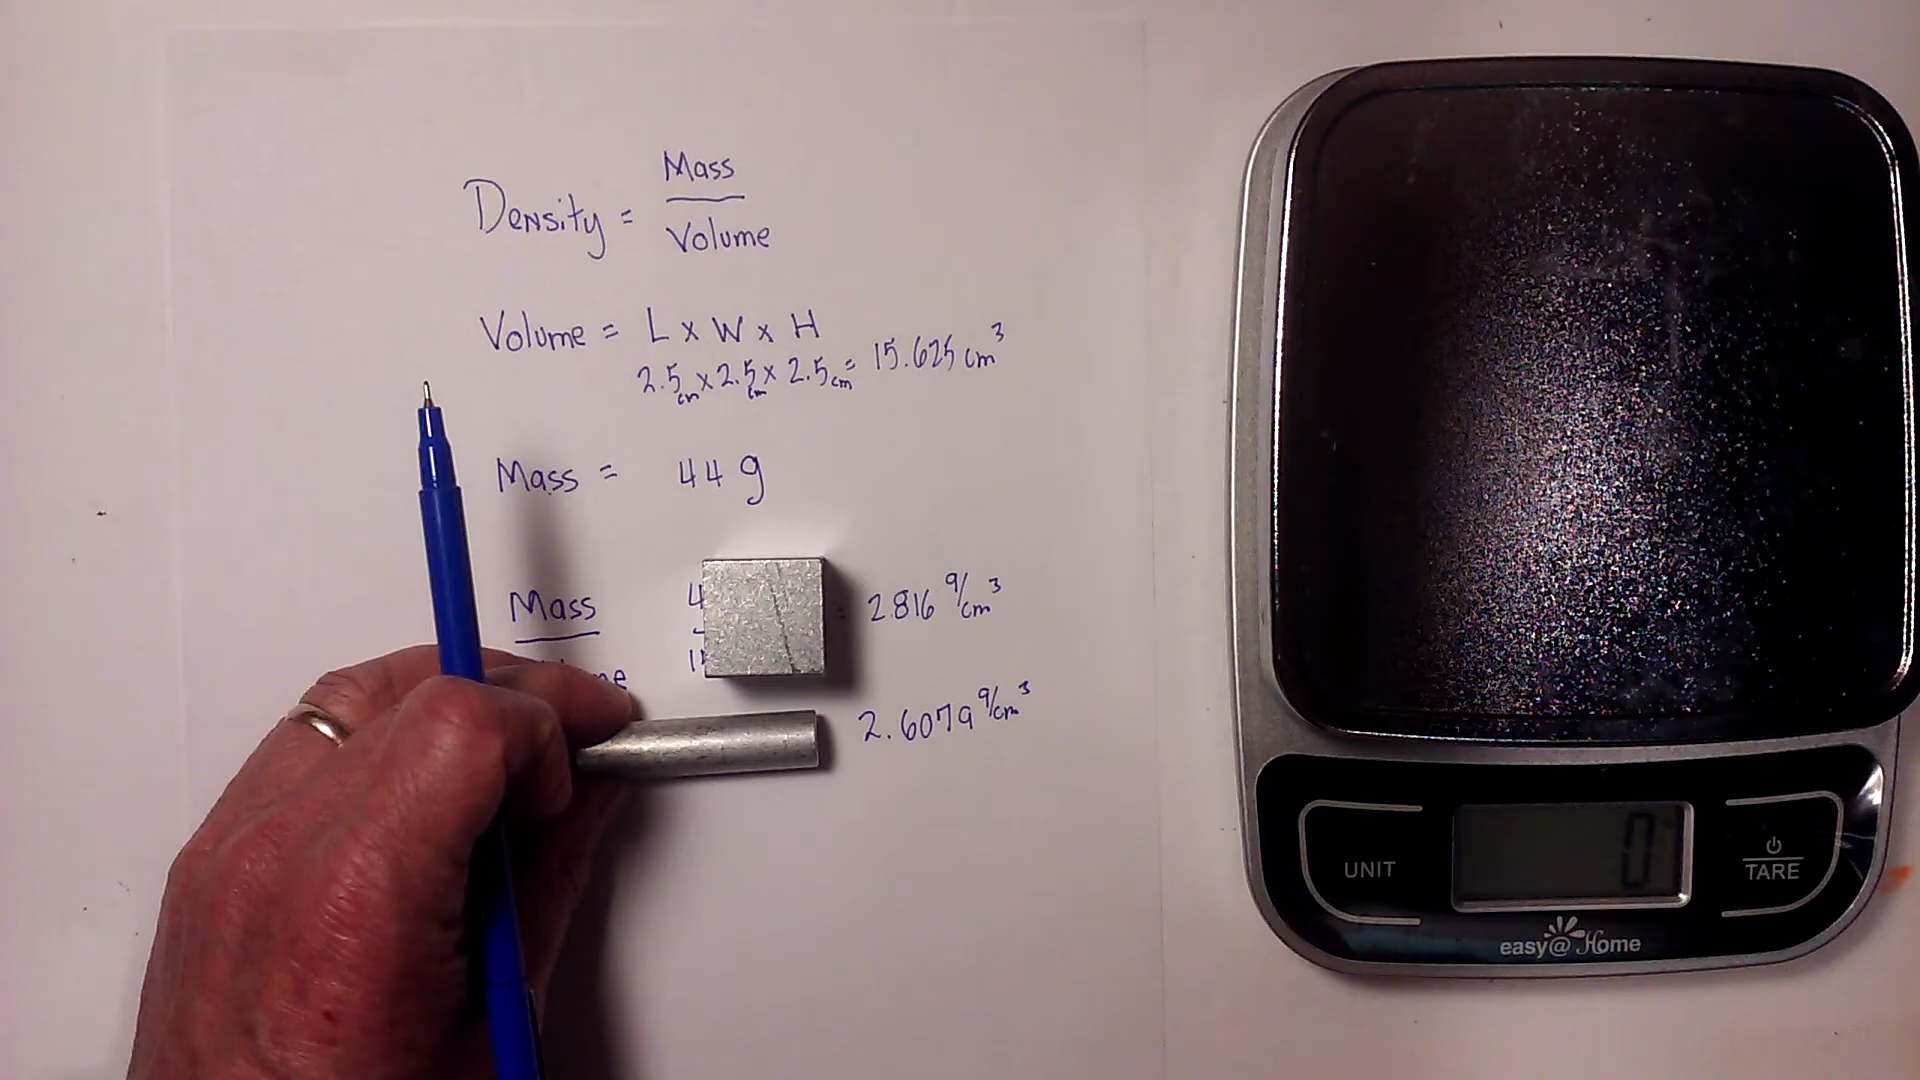 Mass
Density =
Volume
Volume = L x W x H
2.5cm x 2.5cm x 2.5cm = 15.625 cm³
Mass = 44 g
Mass 4 = 2.816 g/cm³
2.6079 g/cm³
UNIT
0
TARE
easy@Home